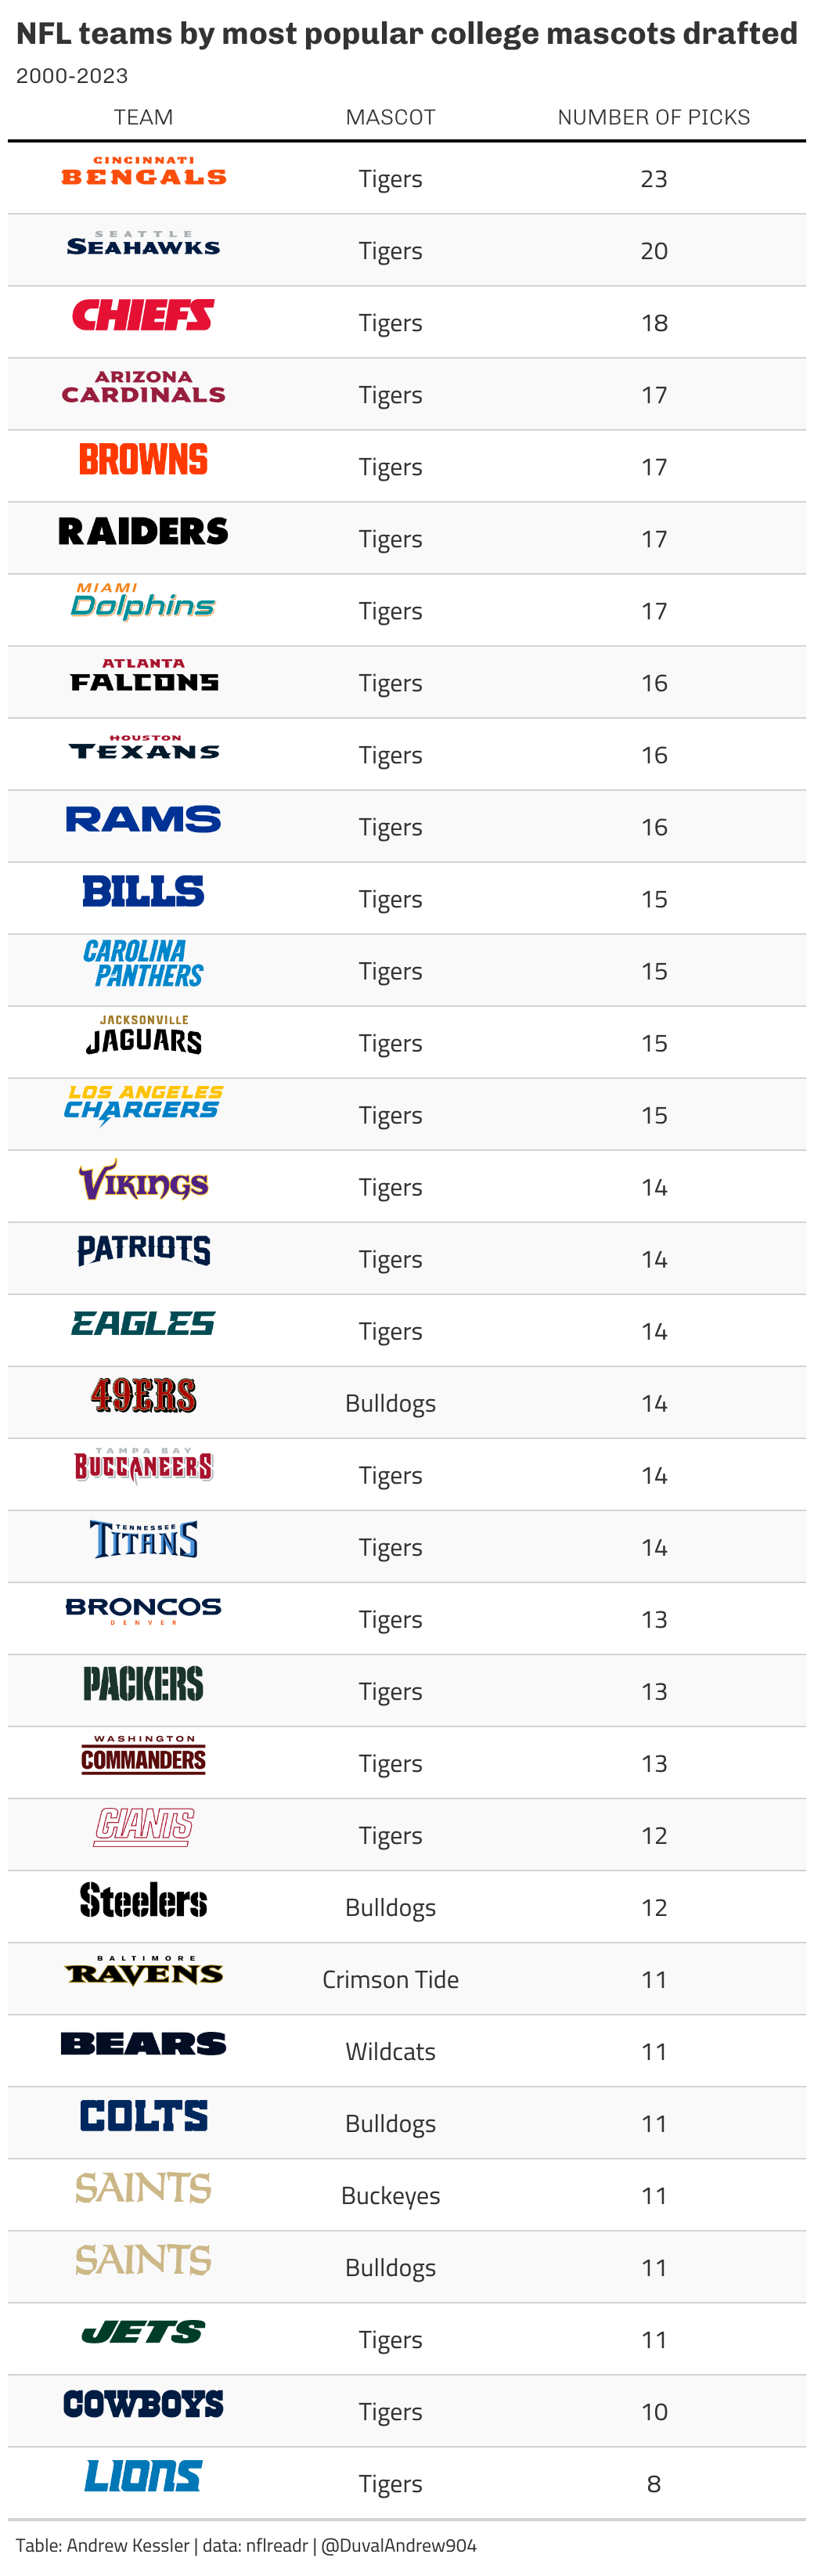 NFL teams by most popular college mascots drafted
2000-2023
TEAM MASCOT NUMBER OF PICKS
CINCINNATI
BENGALS Tigers 23
SEATTLE
SEAHAWKS Tigers 20
CHIEFS Tigers 18
ARIZONA
CARDINALS Tigers 17
BROWNS Tigers 17
RAIDERS Tigers 17
MIAMI
Dolphins Tigers 17
ATLANTA
FALCONS Tigers 16
HOUSTON
TEXANS Tigers 16
RAMS Tigers 16
BILLS Tigers 15
CAROLINA
PANTHERS Tigers 15
JACKSONVILLE
JAGUARS Tigers 15
LOS ANGELES
CHARGERS Tigers 15
VIKINGS Tigers 14
PATRIOTS Tigers 14
EAGLES Tigers 14
49ERS Bulldogs 14
TAMPA BAY
BUCCANEERS Tigers 14
TENNESSEE
TITANS Tigers 14
BRONCOS Tigers 13
DENVER
PACKERS Tigers 13
WASHINGTON
COMMANDERS Tigers 13
GIANTS Tigers 12
Steelers Bulldogs 12
BALTIMORE
RAVENS Crimson Tide 11
BEARS Wildcats 11
COLTS Bulldogs 11
SAINTS Buckeyes 11
SAINTS Bulldogs 11
JETS Tigers 11
COWBOYS Tigers 10
LIONS Tigers 8
Table: Andrew Kessler | data: nflreadr | @DuvalAndrew904